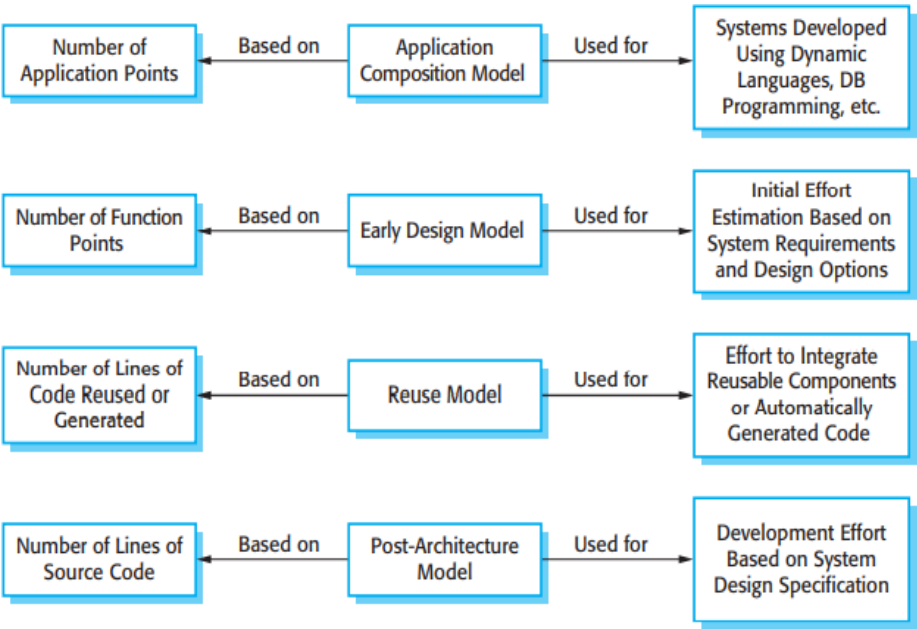 Number of
Application Points
Based on
Application
Composition Model
Used for
Systems Developed
Using Dynamic
Languages, DB
Programming, etc.
Number of Function
Points
Based on
Early Design Model
Used for
Initial Effort
Estimation Based on
System Requirements
and Design Options
Number of Lines of
Code Reused or
Generated
Based on
Reuse Model
Used for
Effort to Integrate
Reusable Components
or Automatically
Generated Code
Number of Lines of
Source Code
Based on
Post-Architecture
Model
Used for
Development Effort
Based on System
Design Specification